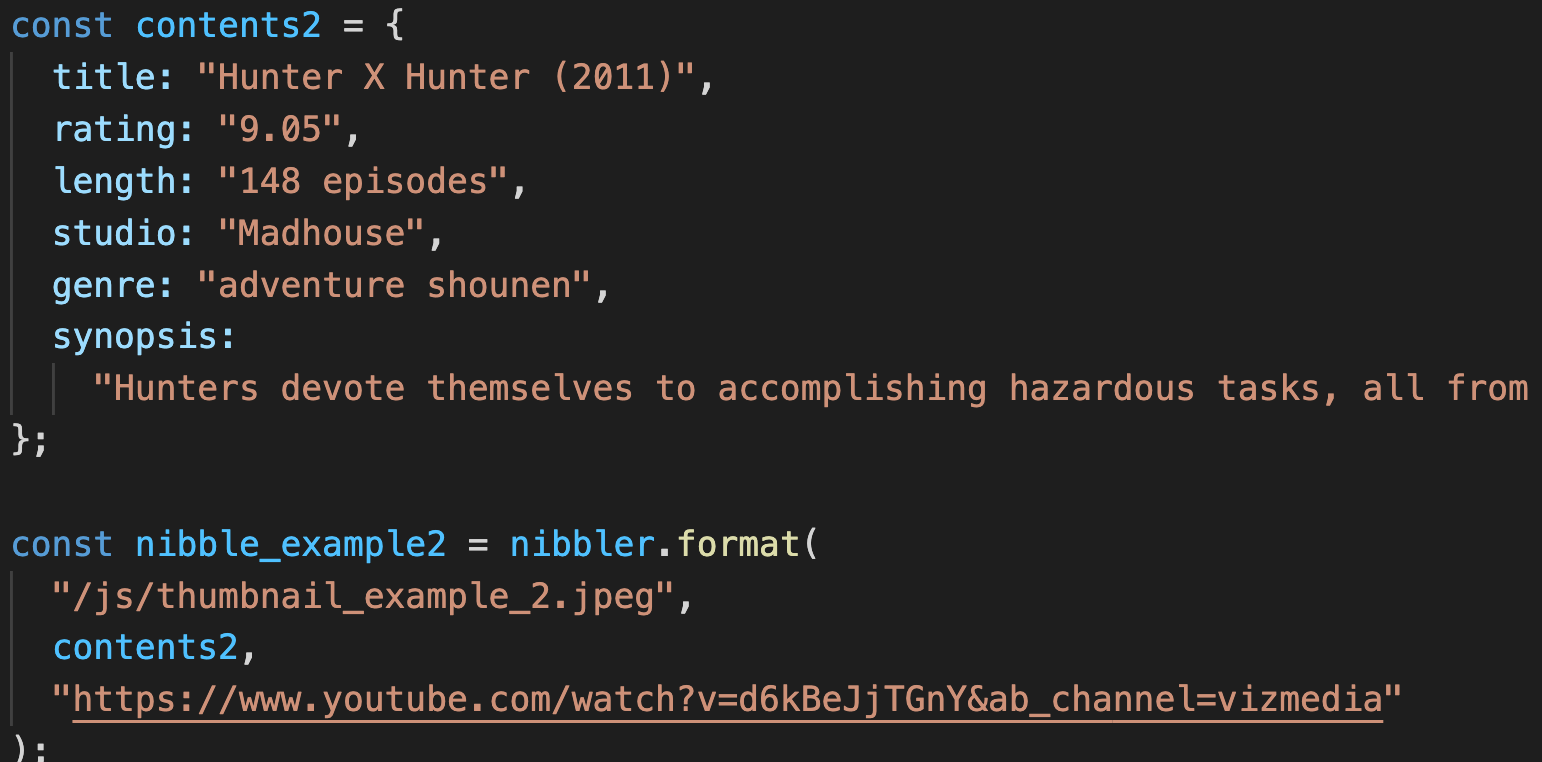 const contents2 = {
title: "Hunter X Hunter (2011)",
rating: "9.05",
length: "148 episodes",
studio: "Madhouse",
genre: "adventure shounen",
synopsis:
"Hunters devote themselves to accomplishing hazardous tasks, all from
};
const nibble_example2 = nibbler.format(
"/js/thumbnail_example_2.jpeg",
contents2,
"https://www.youtube.com/watch?v=d6kBeJjTGnY&ab_channel=vizmedia"
);